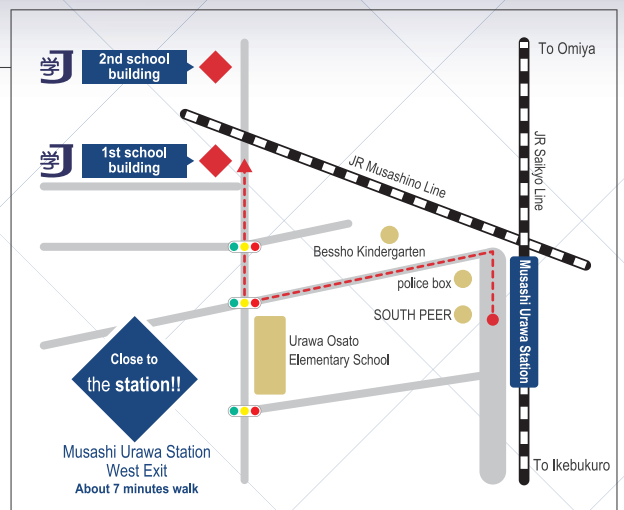 学J
2nd school
building
To Omiya
学J
1st school
building
JR Musashino Line
JR Saikyo Line
Bessho Kindergarten
police box
SOUTH PEER
Musashi Urawa Station
Urawa Osato
Elementary School
Close to
the station!!
Musashi Urawa Station
West Exit
About 7 minutes walk
To Ikebukuro